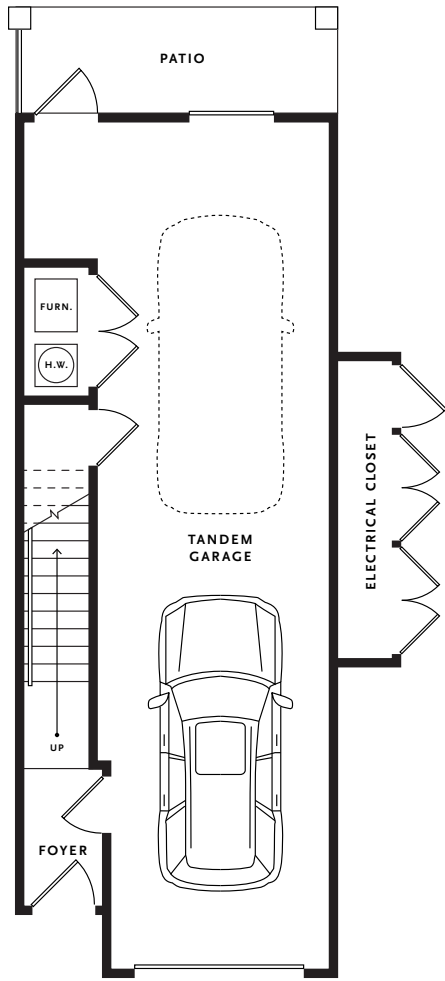 PATIO
FURN.
H.W.
ELECTRICAL CLOSET
TANDEM
GARAGE
UP
FOYER